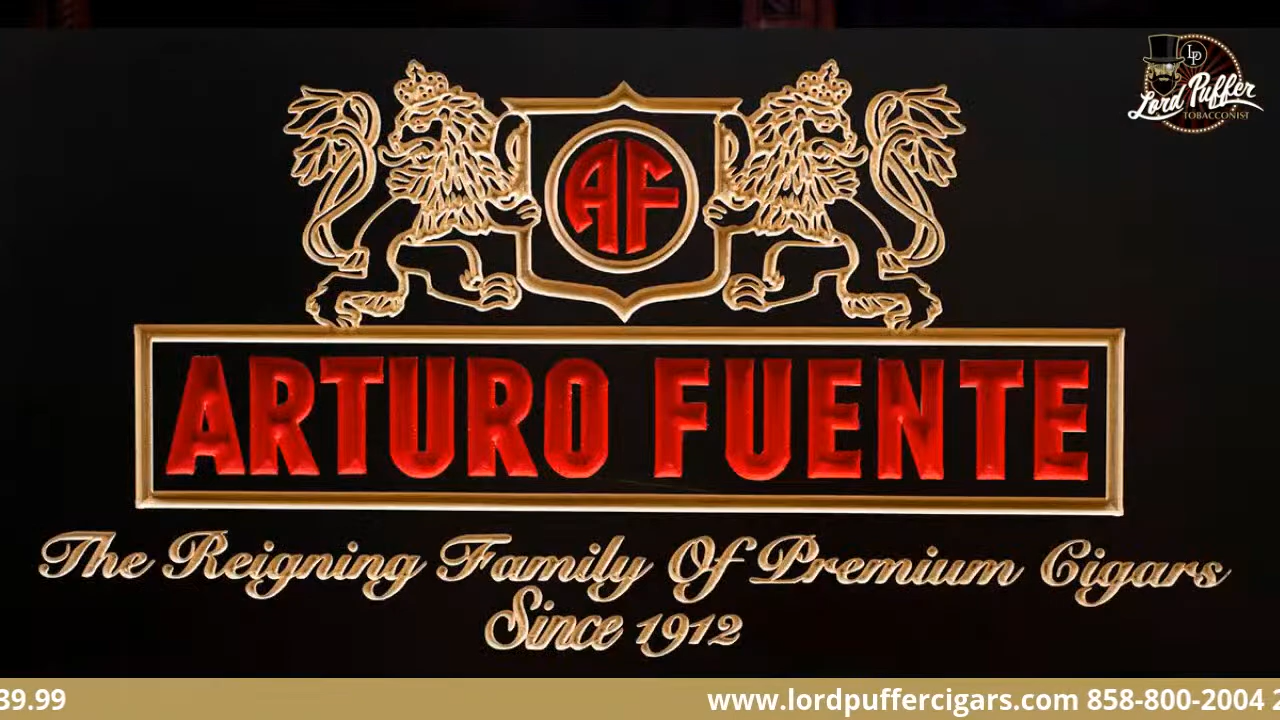 LP
Lord Puffer
TOBACCONIST
AF
ARTURO FUENTE
The Reigning Family Of Premium Cigars
Since 1912
39.99 www.lordpuffercigars.com 858-800-2004 2